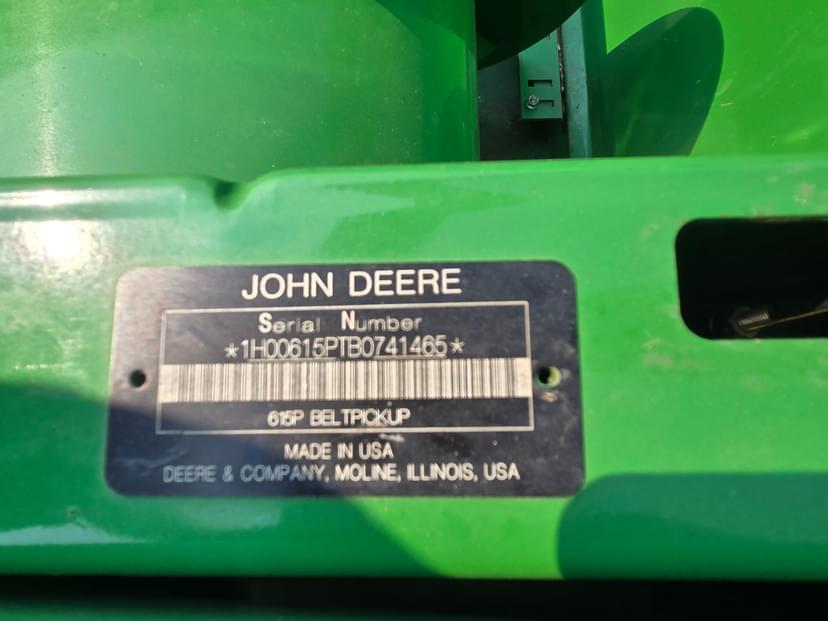 JOHN DEERE
Serial Number
*1H00615PTB0741465*
615P BELTPICKUP
MADE IN USA
DEERE & COMPANY, MOLINE, ILLINOIS, USA